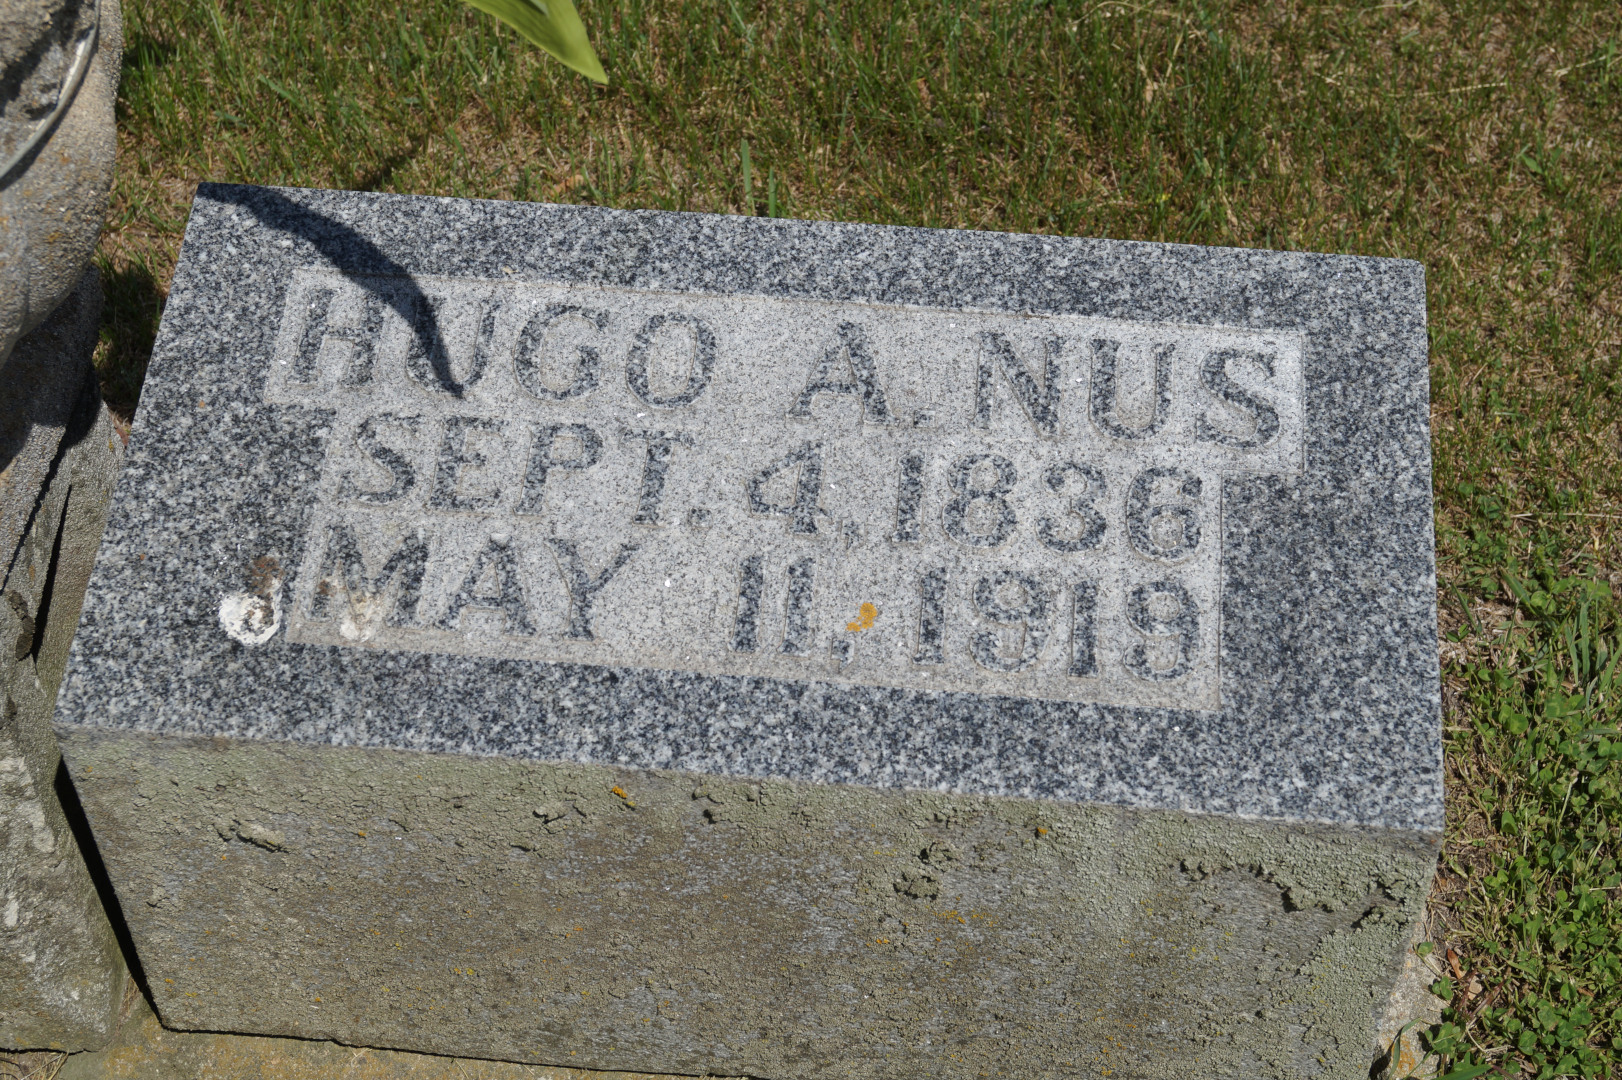 HUGO A. NUS
SEPT. 4, 1836
MAY 11, 1919